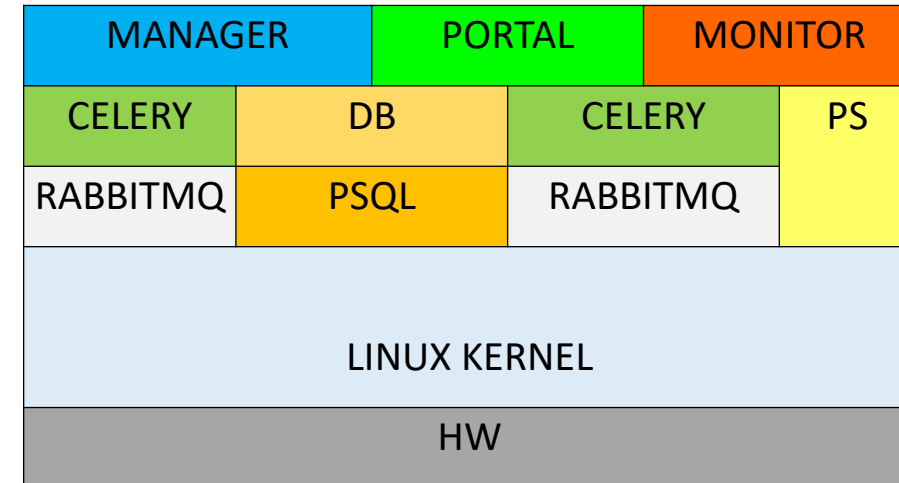 MANAGER PORTAL MONITOR
CELERY DB CELERY PS
RABBITMQ PSQL RABBITMQ
LINUX KERNEL
HW